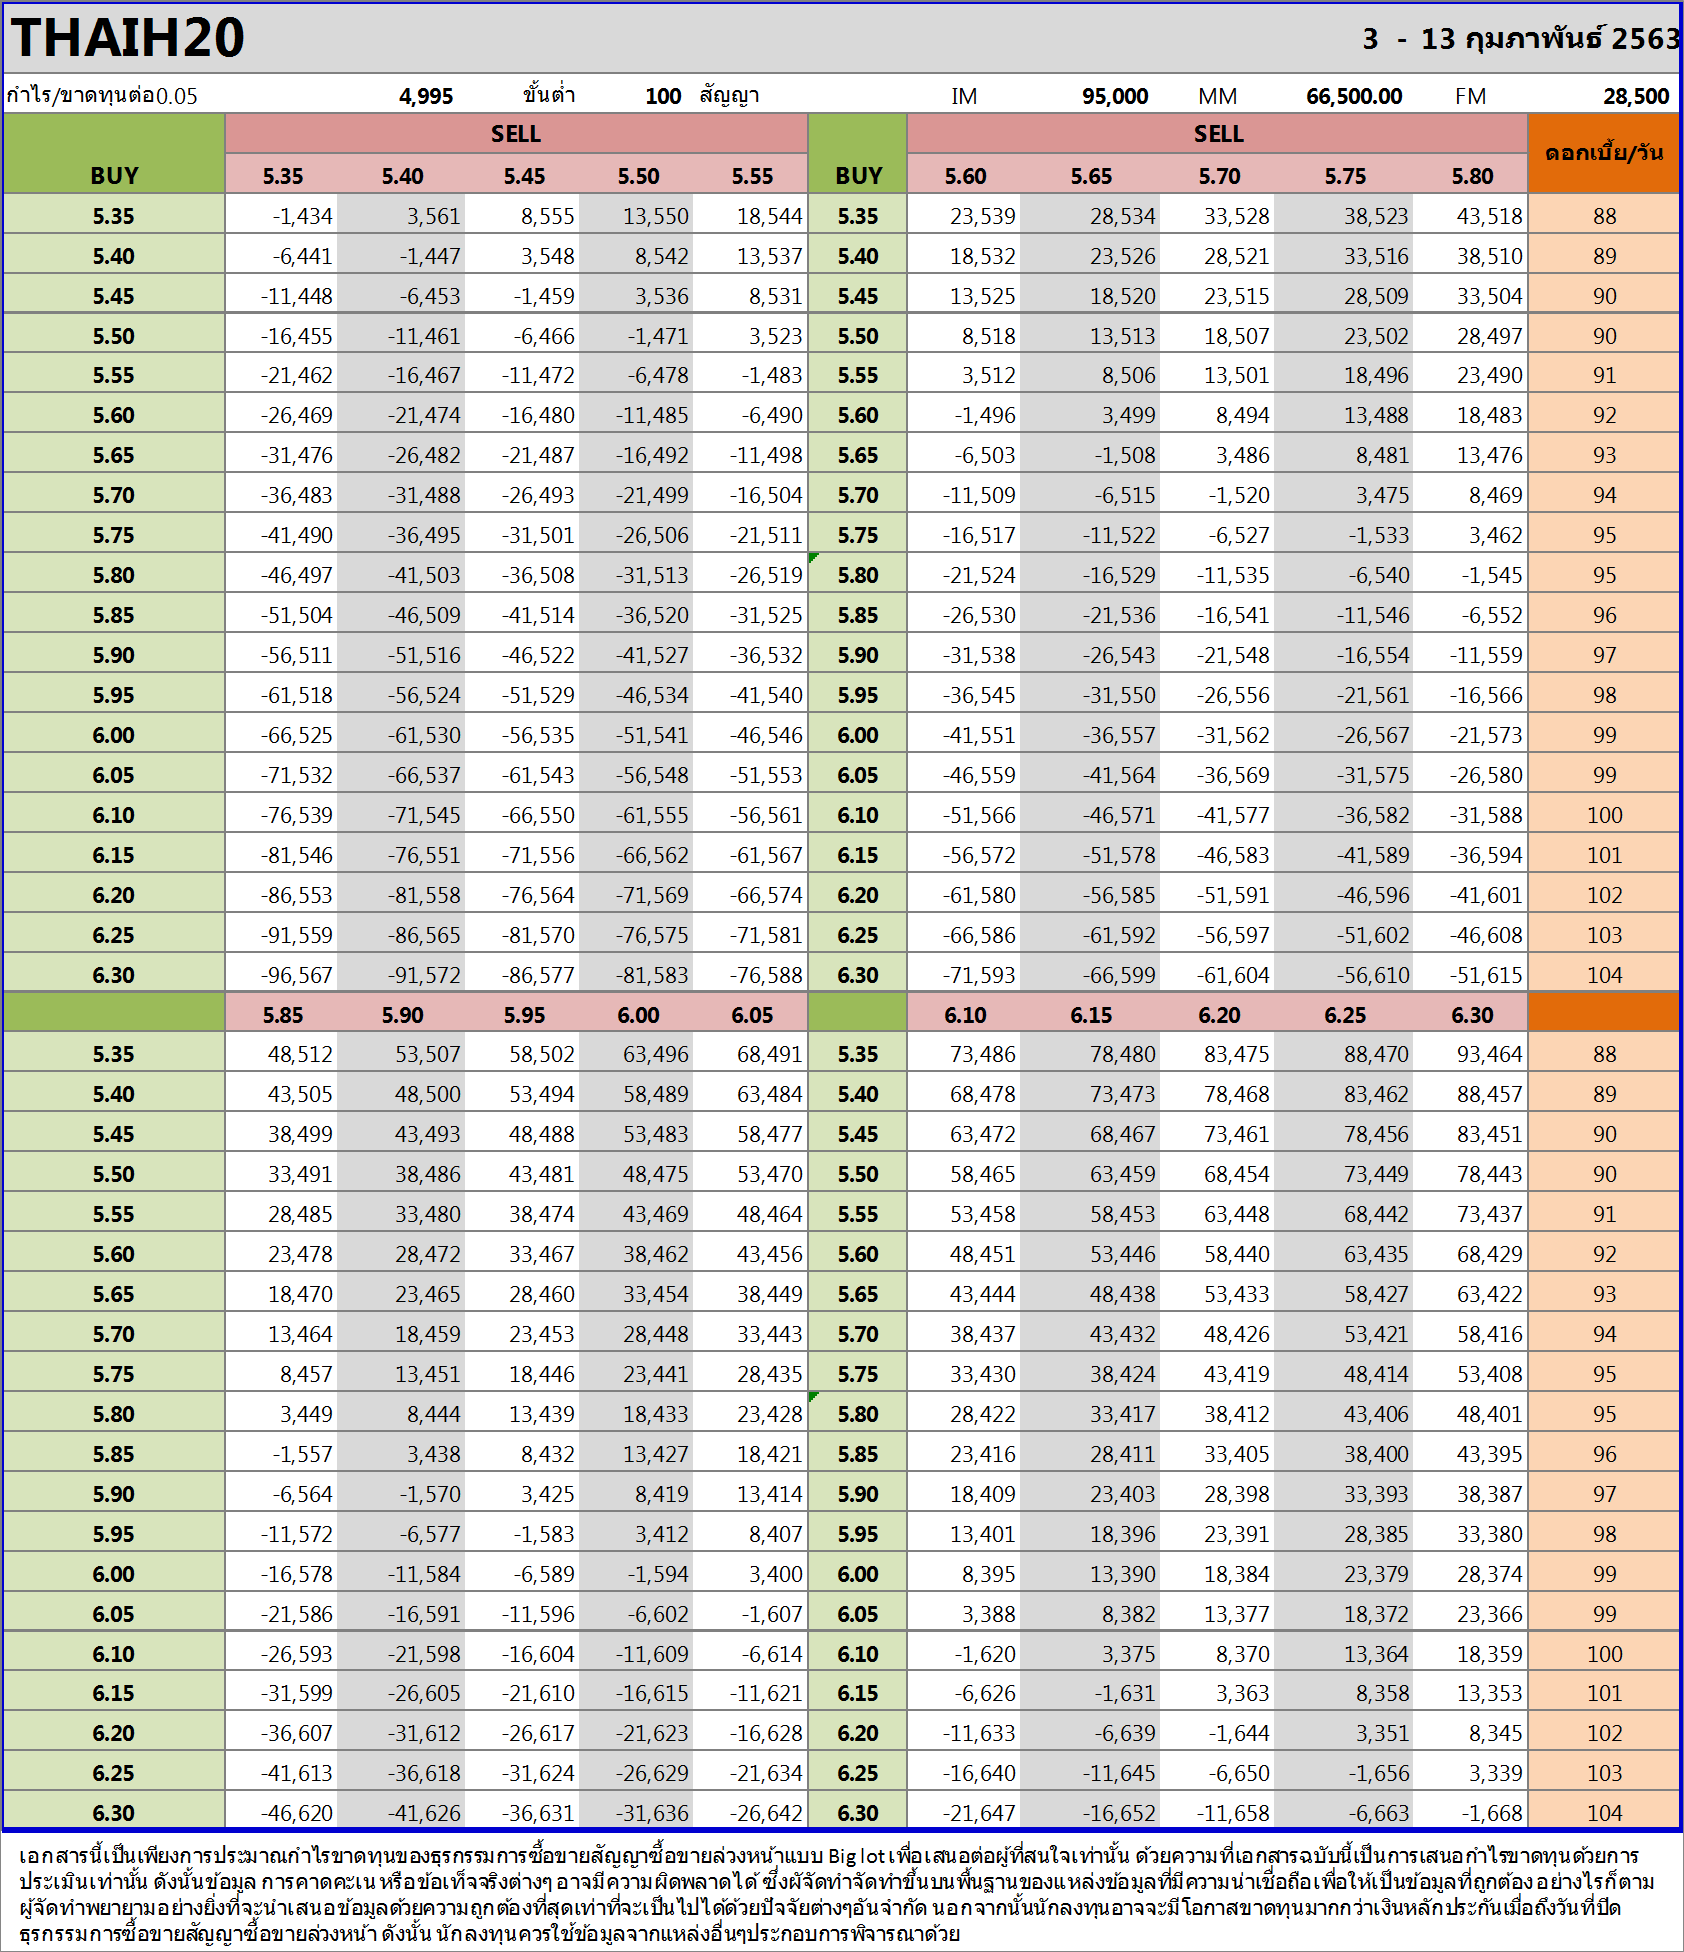 THAIH20 3 - 13 กุมภาพันธ์ 2563
กำไร/ขาดทุนต่อ0.05 4,995 ขั้นต่ำ 100 สัญญา IM 95,000 MM 66,500.00 FM 28,500
SELL SELL ดอกเบี้ย/วัน
BUY 5.35 5.40 5.45 5.50 5.55 BUY 5.60 5.65 5.70 5.75 5.80
5.35 -1,434 3,561 8,555 13,550 18,544 5.35 23,539 28,534 33,528 38,523 43,518 88
5.40 -6,441 -1,447 3,548 8,542 13,537 5.40 18,532 23,526 28,521 33,516 38,510 89
5.45 -11,448 -6,453 -1,459 3,536 8,531 5.45 13,525 18,520 23,515 28,509 33,504 90
5.50 -16,455 -11,461 -6,466 -1,471 3,523 5.50 8,518 13,513 18,507 23,502 28,497 90
5.55 -21,462 -16,467 -11,472 -6,478 -1,483 5.55 3,512 8,506 13,501 18,496 23,490 91
5.60 -26,469 -21,474 -16,480 -11,485 -6,490 5.60 -1,496 3,499 8,494 13,488 18,483 92
5.65 -31,476 -26,482 -21,487 -16,492 -11,498 5.65 -6,503 -1,508 3,486 8,481 13,476 93
5.70 -36,483 -31,488 -26,493 -21,499 -16,504 5.70 -11,509 -6,515 -1,520 3,475 8,469 94
5.75 -41,490 -36,495 -31,501 -26,506 -21,511 5.75 -16,517 -11,522 -6,527 -1,533 3,462 95
5.80 -46,497 -41,503 -36,508 -31,513 -26,519 5.80 -21,524 -16,529 -11,535 -6,540 -1,545 95
5.85 -51,504 -46,509 -41,514 -36,520 -31,525 5.85 -26,530 -21,536 -16,541 -11,546 -6,552 96
5.90 -56,511 -51,516 -46,522 -41,527 -36,532 5.90 -31,538 -26,543 -21,548 -16,554 -11,559 97
5.95 -61,518 -56,524 -51,529 -46,534 -41,540 5.95 -36,545 -31,550 -26,556 -21,561 -16,566 98
6.00 -66,525 -61,530 -56,535 -51,541 -46,546 6.00 -41,551 -36,557 -31,562 -26,567 -21,573 99
6.05 -71,532 -66,537 -61,543 -56,548 -51,553 6.05 -46,559 -41,564 -36,569 -31,575 -26,580 99
6.10 -76,539 -71,545 -66,550 -61,555 -56,561 6.10 -51,566 -46,571 -41,577 -36,582 -31,588 100
6.15 -81,546 -76,551 -71,556 -66,562 -61,567 6.15 -56,572 -51,578 -46,583 -41,589 -36,594 101
6.20 -86,553 -81,558 -76,564 -71,569 -66,574 6.20 -61,580 -56,585 -51,591 -46,596 -41,601 102
6.25 -91,559 -86,565 -81,570 -76,575 -71,581 6.25 -66,586 -61,592 -56,597 -51,602 -46,608 103
6.30 -96,567 -91,572 -86,577 -81,583 -76,588 6.30 -71,593 -66,599 -61,604 -56,610 -51,615 104
5.85 5.90 5.95 6.00 6.05 6.10 6.15 6.20 6.25 6.30
5.35 48,512 53,507 58,502 63,496 68,491 5.35 73,486 78,480 83,475 88,470 93,464 88
5.40 43,505 48,500 53,494 58,489 63,484 5.40 68,478 73,473 78,468 83,462 88,457 89
5.45 38,499 43,493 48,488 53,483 58,477 5.45 63,472 68,467 73,461 78,456 83,451 90
5.50 33,491 38,486 43,481 48,475 53,470 5.50 58,465 63,459 68,454 73,449 78,443 90
5.55 28,485 33,480 38,474 43,469 48,464 5.55 53,458 58,453 63,448 68,442 73,437 91
5.60 23,478 28,472 33,467 38,462 43,456 5.60 48,451 53,446 58,440 63,435 68,429 92
5.65 18,470 23,465 28,460 33,454 38,449 5.65 43,444 48,438 53,433 58,427 63,422 93
5.70 13,464 18,459 23,453 28,448 33,443 5.70 38,437 43,432 48,426 53,421 58,416 94
5.75 8,457 13,451 18,446 23,441 28,435 5.75 33,430 38,424 43,419 48,414 53,408 95
5.80 3,449 8,444 13,439 18,433 23,428 5.80 28,422 33,417 38,412 43,406 48,401 95
5.85 -1,557 3,438 8,432 13,427 18,421 5.85 23,416 28,411 33,405 38,400 43,395 96
5.90 -6,564 -1,570 3,425 8,419 13,414 5.90 18,409 23,403 28,398 33,393 38,387 97
5.95 -11,572 -6,577 -1,583 3,412 8,407 5.95 13,401 18,396 23,391 28,385 33,380 98
6.00 -16,578 -11,584 -6,589 -1,594 3,400 6.00 8,395 13,390 18,384 23,379 28,374 99
6.05 -21,586 -16,591 -11,596 -6,602 -1,607 6.05 3,388 8,382 13,377 18,372 23,366 99
6.10 -26,593 -21,598 -16,604 -11,609 -6,614 6.10 -1,620 3,375 8,370 13,364 18,359 100
6.15 -31,599 -26,605 -21,610 -16,615 -11,621 6.15 -6,626 -1,631 3,363 8,358 13,353 101
6.20 -36,607 -31,612 -26,617 -21,623 -16,628 6.20 -11,633 -6,639 -1,644 3,351 8,345 102
6.25 -41,613 -36,618 -31,624 -26,629 -21,634 6.25 -16,640 -11,645 -6,650 -1,656 3,339 103
6.30 -46,620 -41,626 -36,631 -31,636 -26,642 6.30 -21,647 -16,652 -11,658 -6,663 -1,668 104
เอกสารนี้เป็นเพียงการประมาณกำไรขาดทุนของธุรกรรมการซื้อขายสัญญาซื้อขายล่วงหน้าแบบ Big lot เพื่อเสนอต่อผู้ที่สนใจเท่านั้น ด้วยความที่เอกสารฉบับนี้เป็นการเสนอกำไรขาดทุนด้วยการ
ประเมินเท่านั้น ดังนั้นข้อมูล การคาดคะเน หรือข้อเท็จจริงต่างๆ อาจมีความผิดพลาดได้ ซึ่งผู้จัดทำจัดทำขึ้นบนพื้นฐานของแหล่งข้อมูลที่มีความน่าเชื่อถือเพื่อให้เป็นข้อมูลที่ถูกต้อง อย่างไรก็ตาม
ผู้จัดทำพยายามอย่างยิ่งที่จะนำเสนอข้อมูลด้วยความถูกต้องที่สุดเท่าที่จะเป็นไปได้ด้วยปัจจัยต่างๆอันจำกัด นอกจากนั้นนักลงทุนอาจจะมีโอกาสขาดทุนมากกว่าเงินหลักประกันเมื่อถึงวันที่ปิด
ธุรกรรมการซื้อขายสัญญาซื้อขายล่วงหน้า ดังนั้น นักลงทุนควรใช้ข้อมูลจากแหล่งอื่นๆประกอบการพิจารณาด้วย